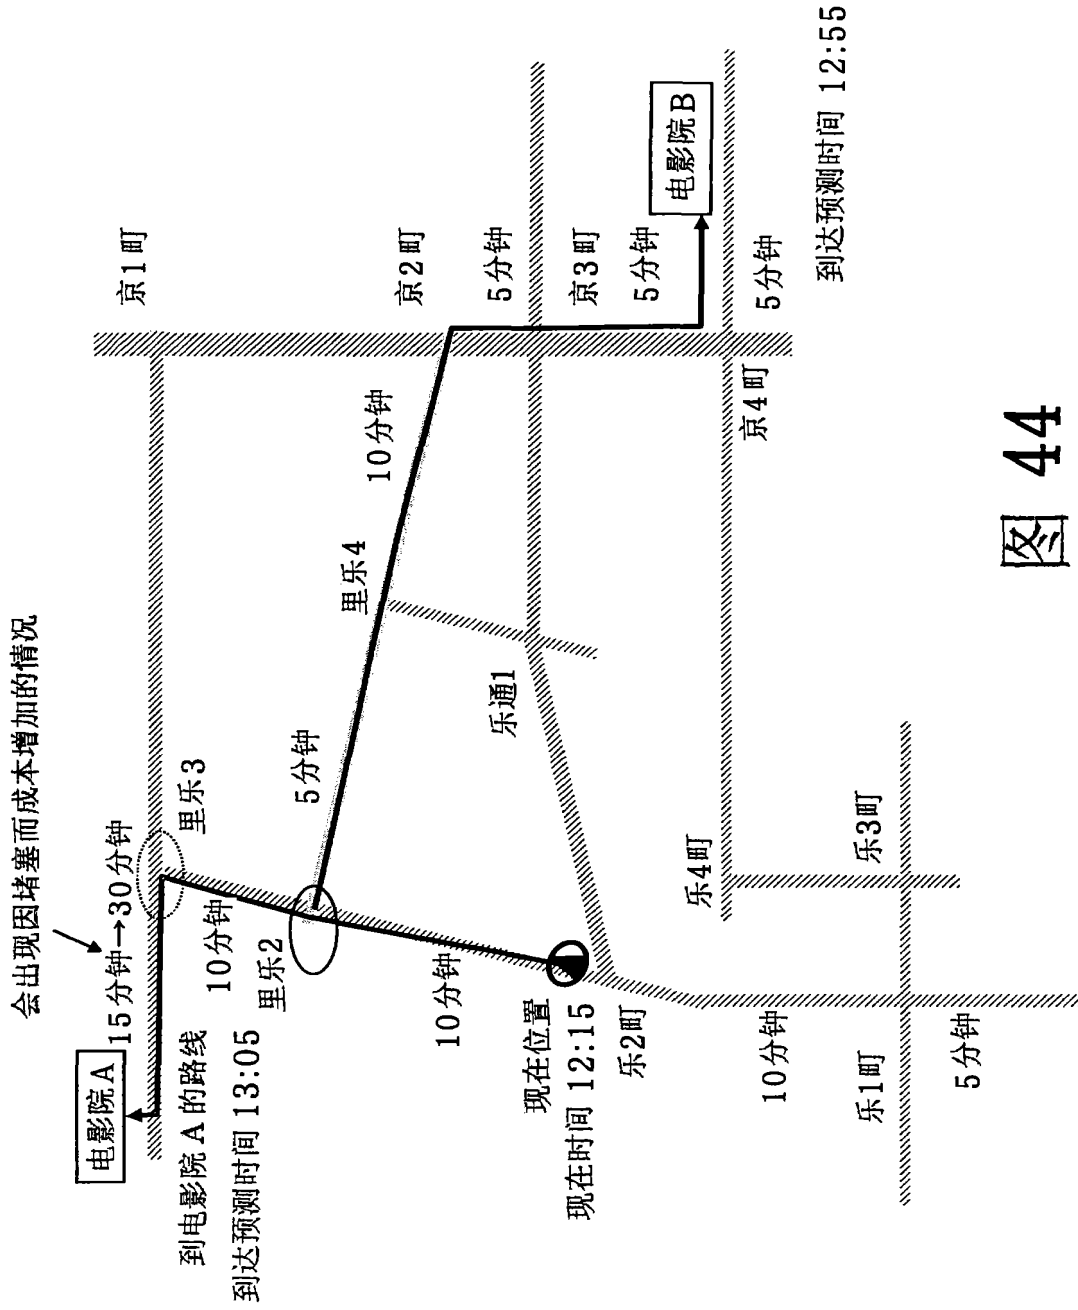 会出现因堵塞而成本增加的情况
15分钟→30分钟
电影院A
到电影院A的路线
到达预测时间 13:05
里乐3
10分钟
里乐2
5分钟
里乐4
10分钟
京1町
京2町
5分钟
京3町
5分钟
电影院B
5分钟
到达预测时间 12:55
京4町
乐通1
10分钟
现在位置
现在时间 12:15
乐2町
乐4町
乐3町
10分钟
乐1町
5分钟
图 44